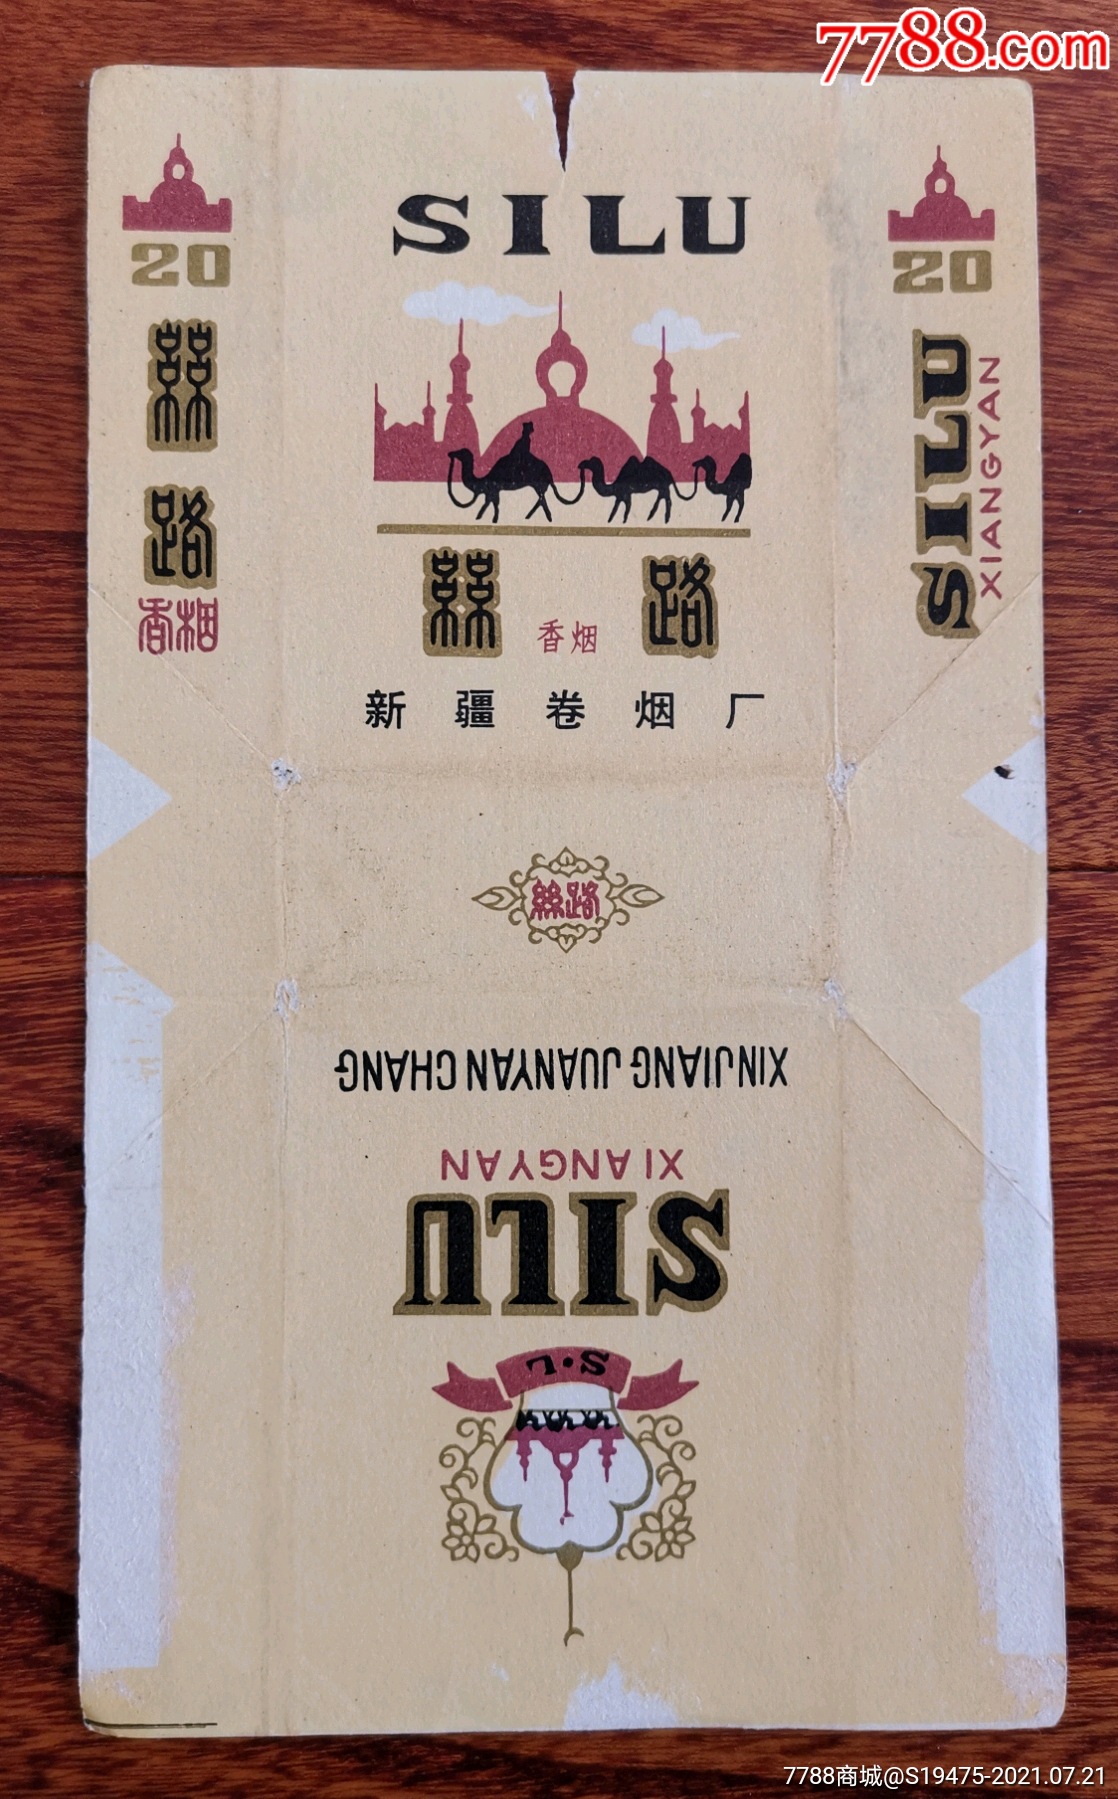 7788.com
SILU
絲路
香烟
新疆卷烟厂
20
絲路
香烟
20
SILU
XIANGYAN
絲路
XINJIANG JUANYAN CHANG
XIANGYAN
SILU
S·L
7788商城@S19475-2021.07.21